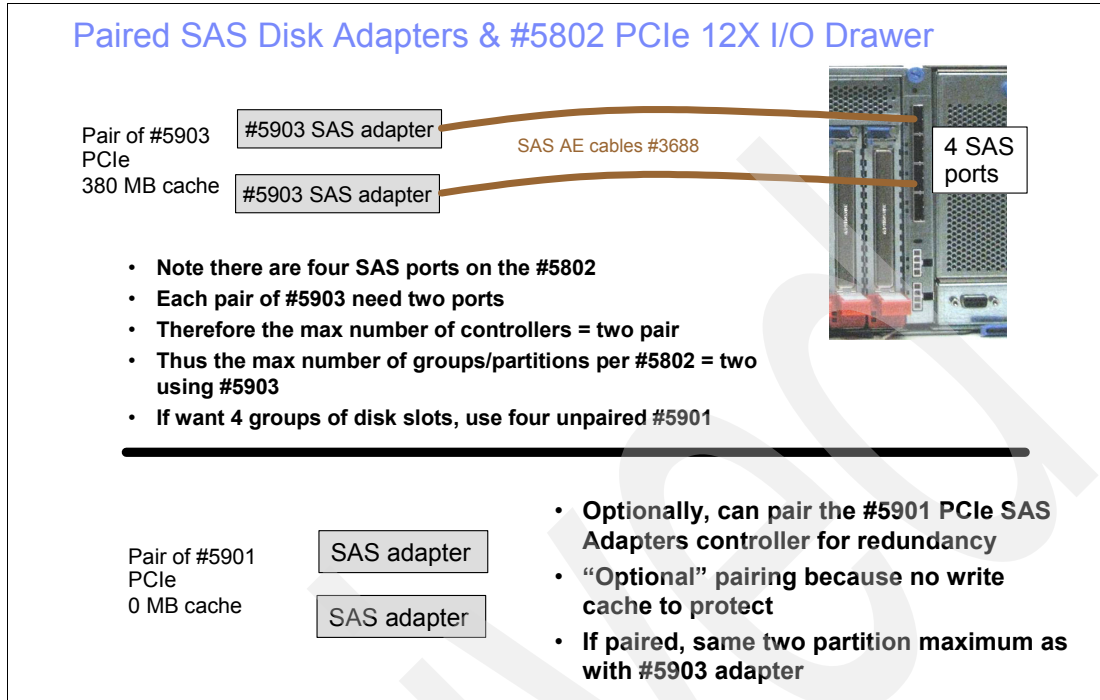 Paired SAS Disk Adapters & #5802 PCIe 12X I/O Drawer
Pair of #5903
PCIe
380 MB cache
#5903 SAS adapter
#5903 SAS adapter
SAS AE cables #3688
4 SAS
ports
• Note there are four SAS ports on the #5802
• Each pair of #5903 need two ports
• Therefore the max number of controllers = two pair
• Thus the max number of groups/partitions per #5802 = two
using #5903
• If want 4 groups of disk slots, use four unpaired #5901
Pair of #5901
PCIe
0 MB cache
SAS adapter
SAS adapter
• Optionally, can pair the #5901 PCIe SAS
Adapters controller for redundancy
• “Optional” pairing because no write
cache to protect
• If paired, same two partition maximum as
with #5903 adapter